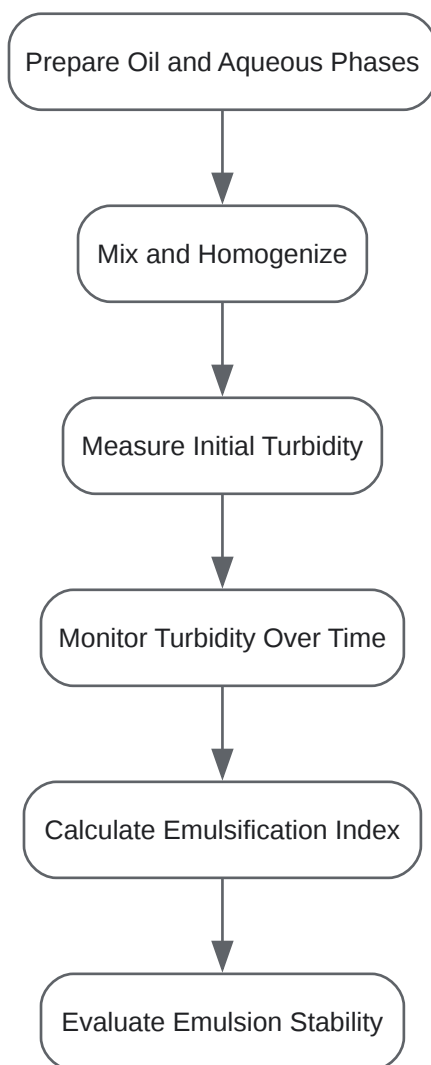 Prepare Oil and Aqueous Phases
Mix and Homogenize
Measure Initial Turbidity
Monitor Turbidity Over Time
Calculate Emulsification Index
Evaluate Emulsion Stability